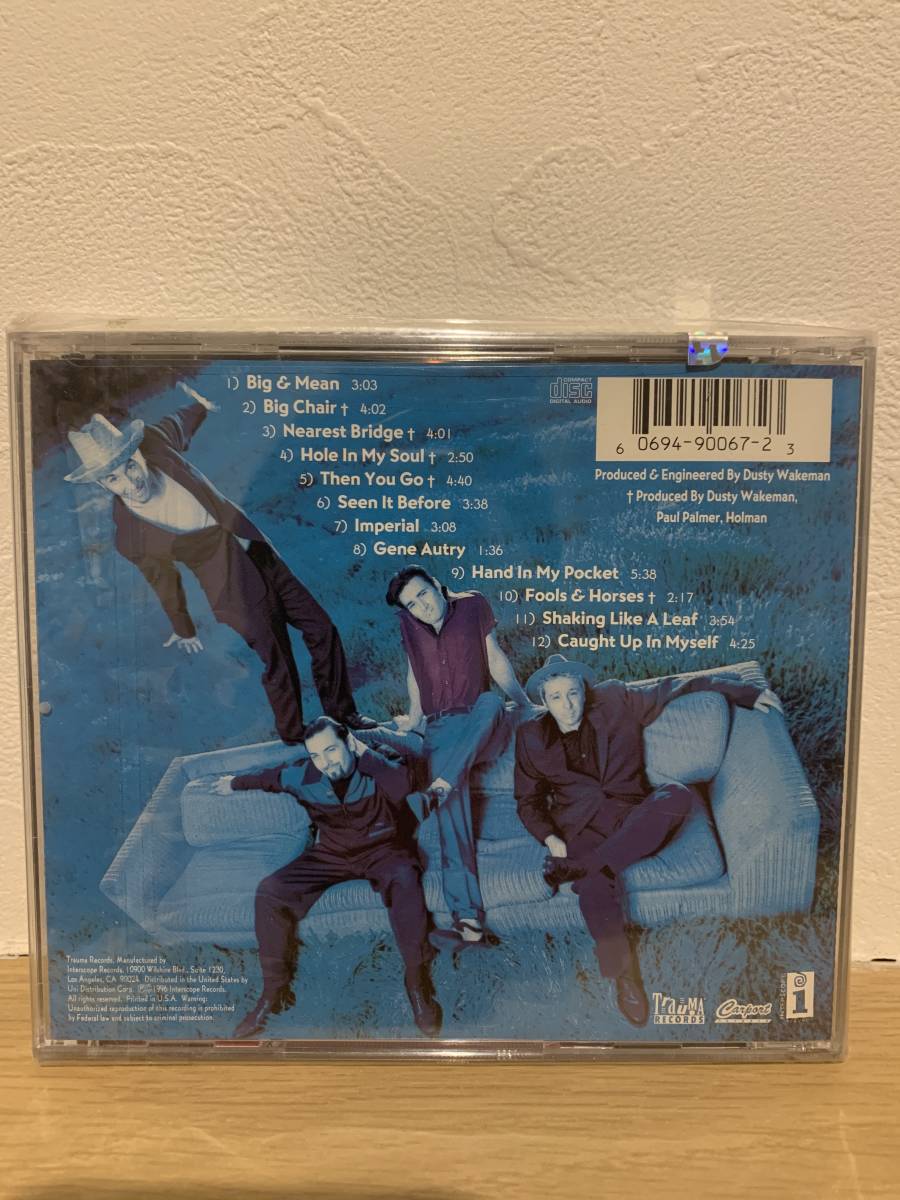 1) Big & Mean 3:03
2) Big Chair † 4:02
3) Nearest Bridge † 4:01
4) Hole In My Soul † 2:50
5) Then You Go † 4:40
6) Seen It Before 3:38
7) Imperial 3:08
8) Gene Autry 1:36
9) Hand In My Pocket 5:38
10) Fools & Horses † 2:17
11) Shaking Like A Leaf 3:54
12) Caught Up In Myself 4:25
COMPACT
disc
DIGITAL AUDIO
6 0694-90067-2 3
Produced & Engineered By Dusty Wakeman
† Produced By Dusty Wakeman,
Paul Palmer, Holman
Trauma Records, Manufactured by
Interscope Records, 10900 Wilshire Blvd., Suite 1230,
Los Angeles, CA 90024. Distributed in the United States by
Uni Distribution Corp. ℗© 1996 Interscope Records.
All rights reserved. Printed in U.S.A. Warning:
Unauthorized reproduction of this recording is prohibited
by Federal law and subject to criminal prosecution.
TraUMA
RECORDS
Carport
RECORDS
INTERSCOPE
i